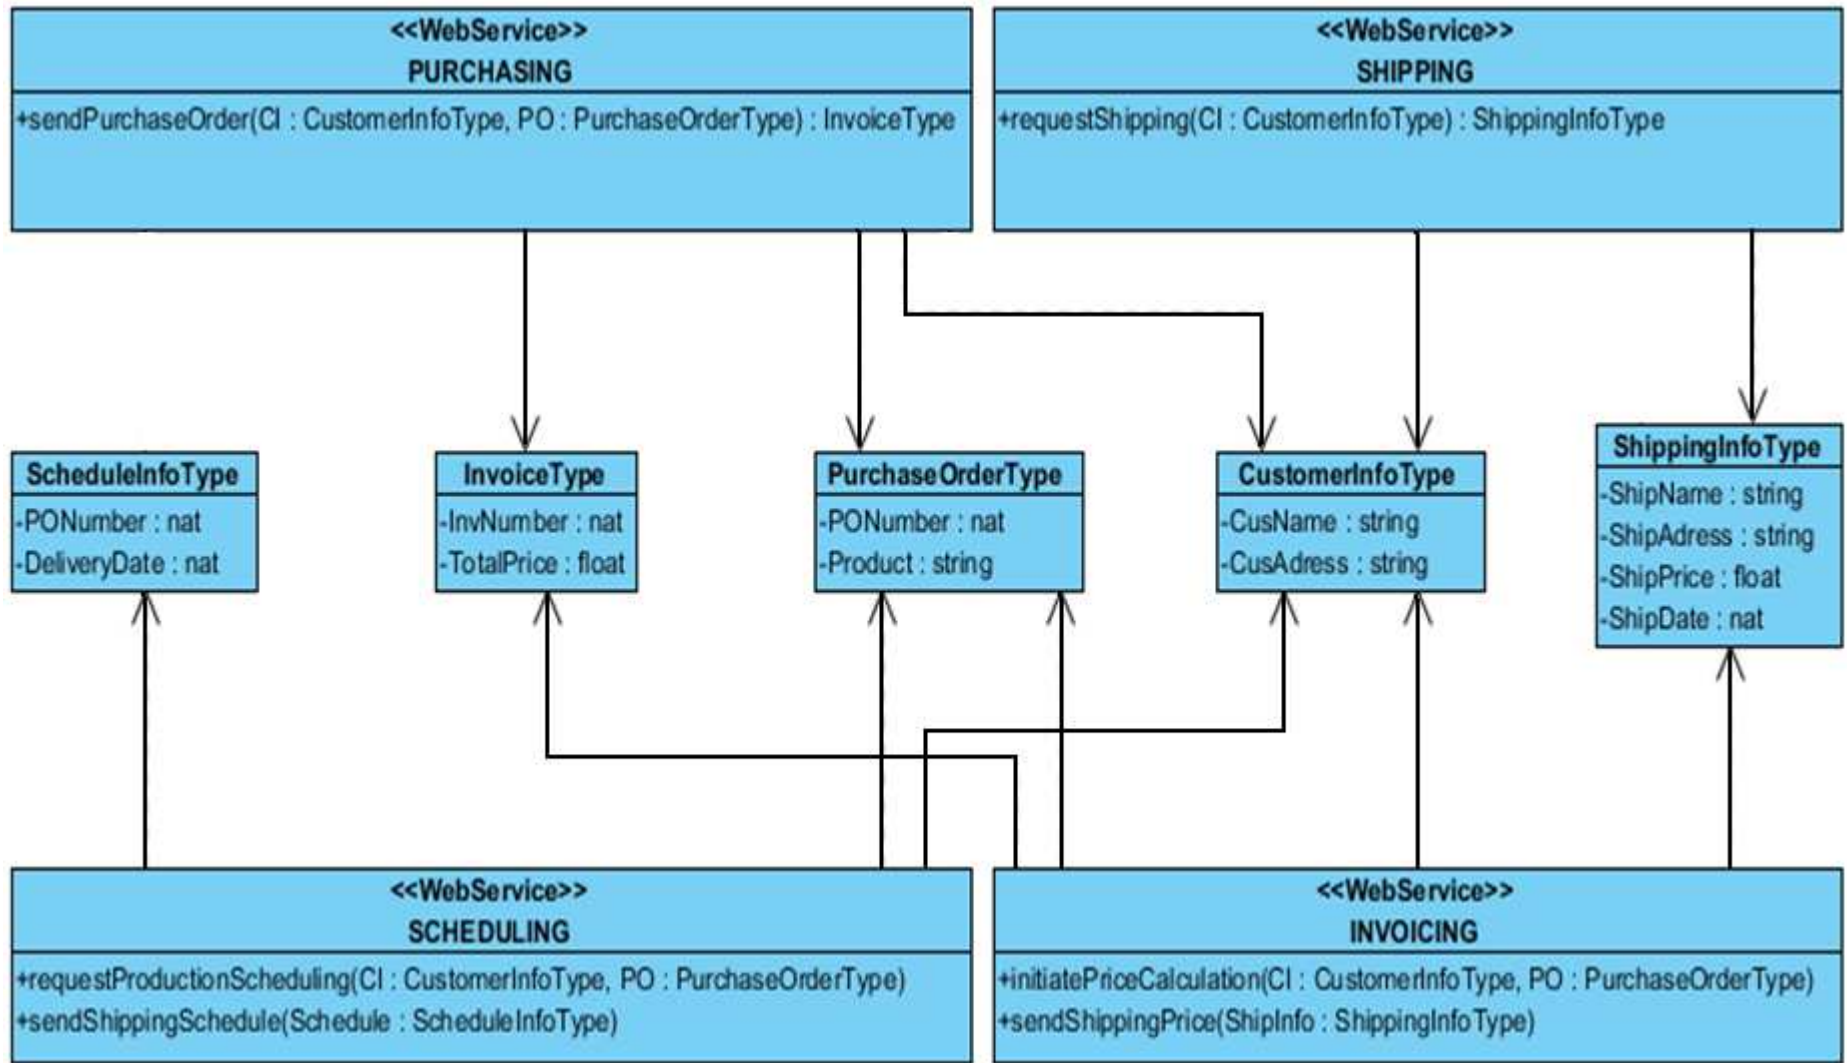 <<WebService>>
PURCHASING
+sendPurchaseOrder(CI : CustomerInfoType, PO : PurchaseOrderType) : InvoiceType
<<WebService>>
SHIPPING
+requestShipping(CI : CustomerInfoType) : ShippingInfoType
ScheduleInfoType
-PONumber : nat
-DeliveryDate : nat
InvoiceType
-InvNumber : nat
-TotalPrice : float
PurchaseOrderType
-PONumber : nat
-Product : string
CustomerInfoType
-CusName : string
-CusAdress : string
ShippingInfoType
-ShipName : string
-ShipAdress : string
-ShipPrice : float
-ShipDate : nat
<<WebService>>
SCHEDULING
+requestProductionScheduling(CI : CustomerInfoType, PO : PurchaseOrderType)
+sendShippingSchedule(Schedule : ScheduleInfoType)
<<WebService>>
INVOICING
+initiatePriceCalculation(CI : CustomerInfoType, PO : PurchaseOrderType)
+sendShippingPrice(ShipInfo : ShippingInfoType)